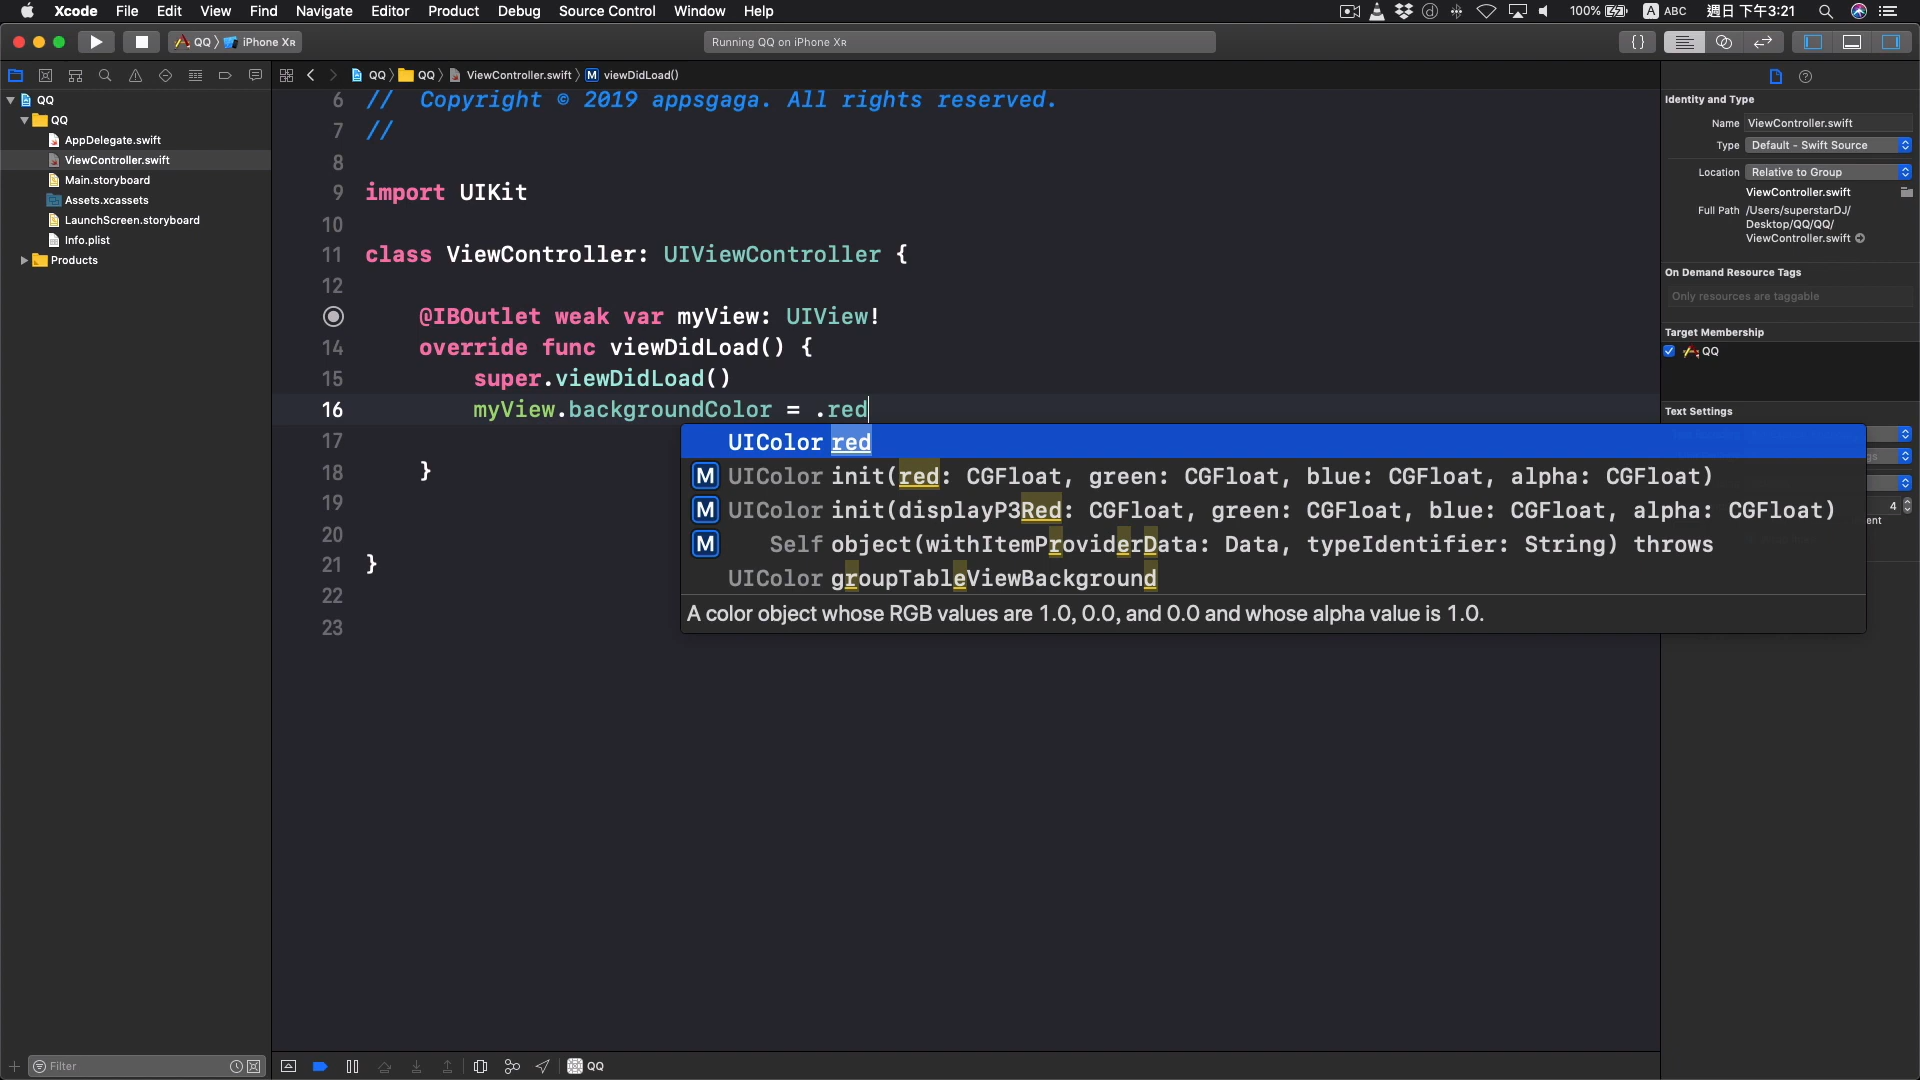 Xcode File Edit View Find Navigate Editor Product Debug Source Control Window Help 100% A ABC 週日 下午3:21
QQ iPhone XR Running QQ on iPhone XR {}
QQ QQ ViewController.swift M viewDidLoad()
QQ
QQ
AppDelegate.swift
ViewController.swift
Main.storyboard
Assets.xcassets
LaunchScreen.storyboard
Info.plist
Products
Filter
6 // Copyright © 2019 appsgaga. All rights reserved.
7 //
8
9 import UIKit
10
11 class ViewController: UIViewController {
12
@IBOutlet weak var myView: UIView!
14 override func viewDidLoad() {
15 super.viewDidLoad()
16 myView.backgroundColor = .red
17
18 }
19
20
21 }
22
23
UIColor red
M UIColor init(red: CGFloat, green: CGFloat, blue: CGFloat, alpha: CGFloat)
M UIColor init(displayP3Red: CGFloat, green: CGFloat, blue: CGFloat, alpha: CGFloat)
M Self object(withItemProviderData: Data, typeIdentifier: String) throws
UIColor groupTableViewBackground
A color object whose RGB values are 1.0, 0.0, and 0.0 and whose alpha value is 1.0.
QQ
Identity and Type
Name ViewController.swift
Type Default - Swift Source
Location Relative to Group
ViewController.swift
Full Path /Users/superstarDJ/
Desktop/QQ/QQ/
ViewController.swift
On Demand Resource Tags
Only resources are taggable
Target Membership
QQ
Text Settings
4